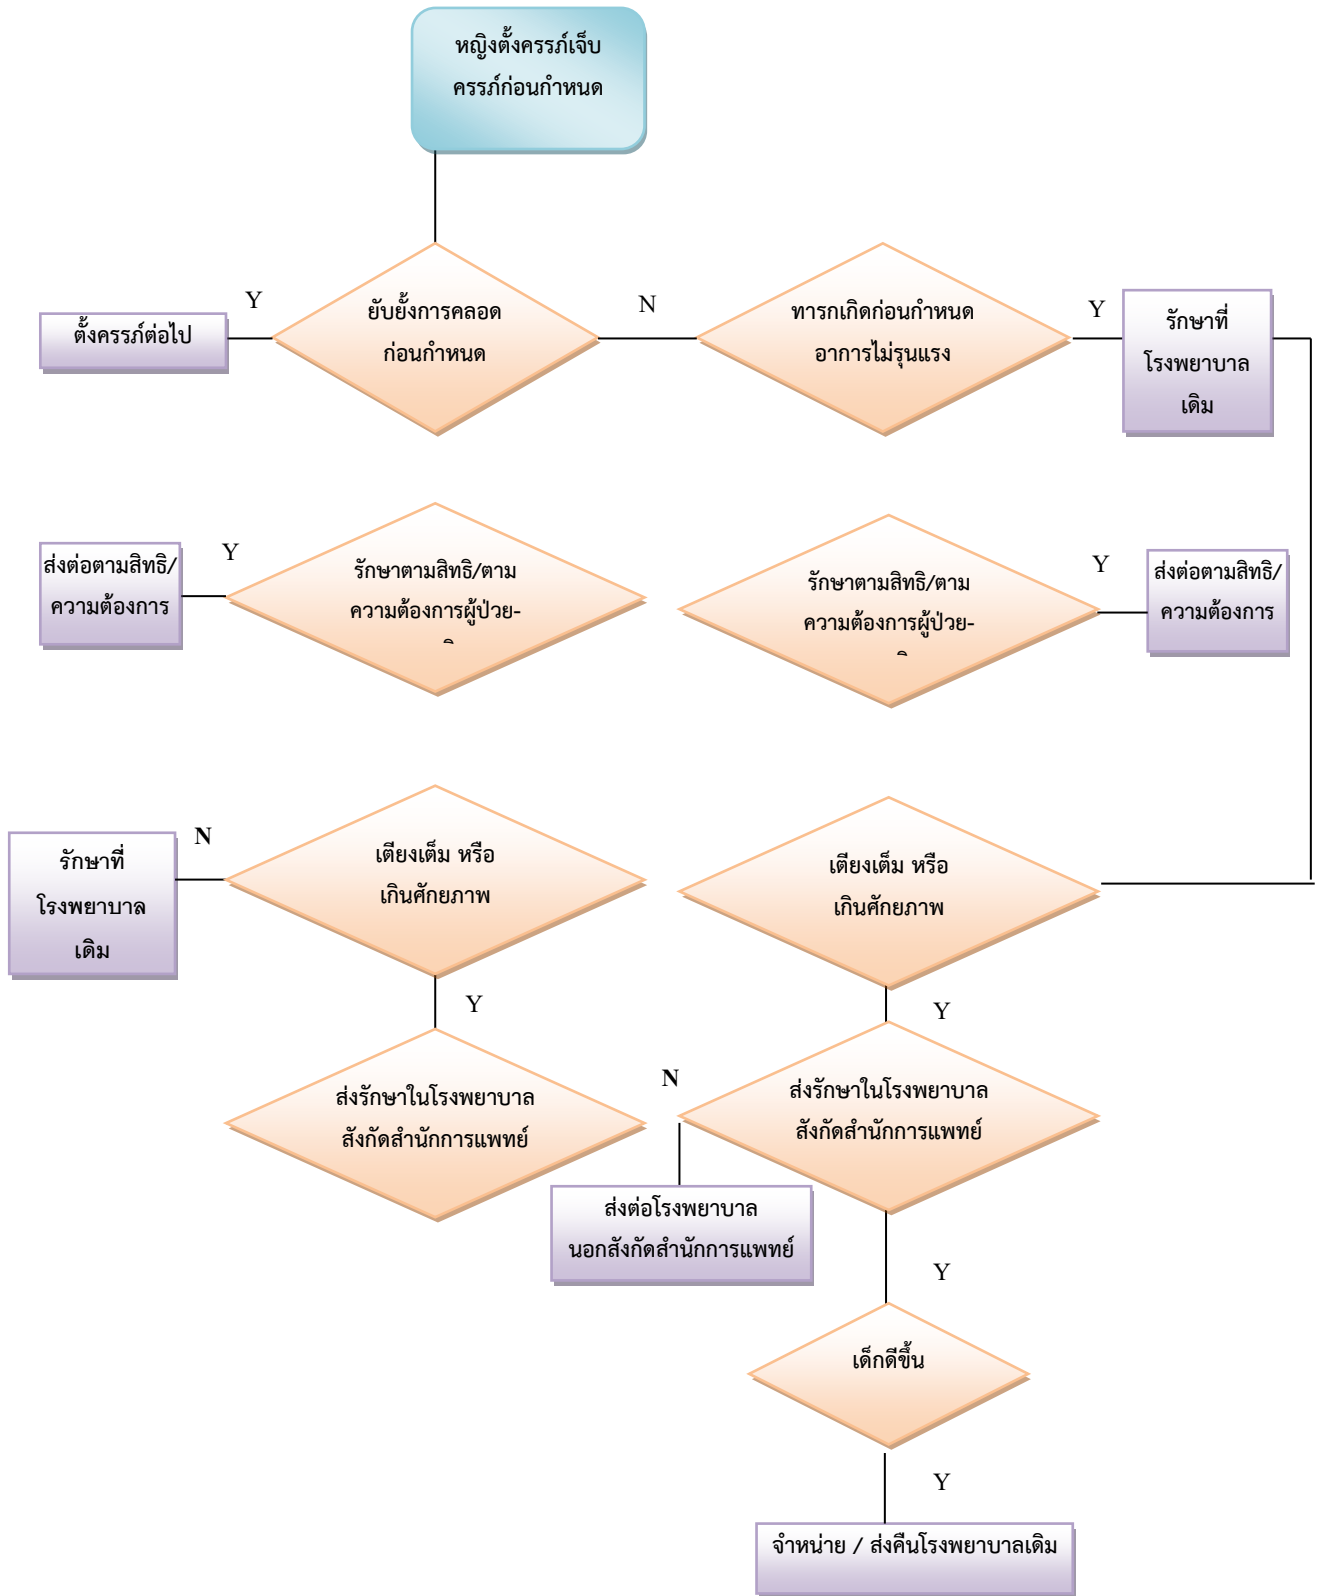 หญิงตั้งครรภ์เจ็บ
ครรภ์ก่อนกำหนด
Y
ยับยั้งการคลอด
ก่อนกำหนด
N
ทารกเกิดก่อนกำหนด
อาการไม่รุนแรง
Y
ตั้งครรภ์ต่อไป
รักษาที่
โรงพยาบาล
เดิม
ส่งต่อตามสิทธิ/
ความต้องการ
Y
รักษาตามสิทธิ/ตาม
ความต้องการผู้ป่วย-
รักษาตามสิทธิ/ตาม
ความต้องการผู้ป่วย-
Y
ส่งต่อตามสิทธิ/
ความต้องการ
รักษาที่
โรงพยาบาล
เดิม
N
เตียงเต็ม หรือ
เกินศักยภาพ
เตียงเต็ม หรือ
เกินศักยภาพ
Y
Y
ส่งรักษาในโรงพยาบาล
สังกัดสำนักการแพทย์
N
ส่งรักษาในโรงพยาบาล
สังกัดสำนักการแพทย์
ส่งต่อโรงพยาบาล
นอกสังกัดสำนักการแพทย์
Y
เด็กดีขึ้น
Y
จำหน่าย / ส่งคืนโรงพยาบาลเดิม